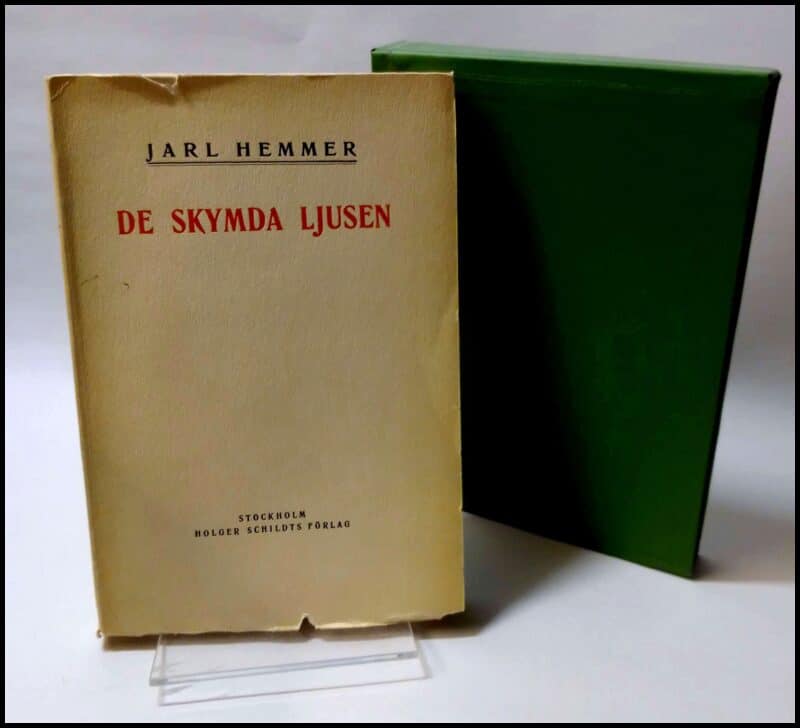 JARL HEMMER
DE SKYMDA LJUSEN
STOCKHOLM
HOLGER SCHILDTS FÖRLAG